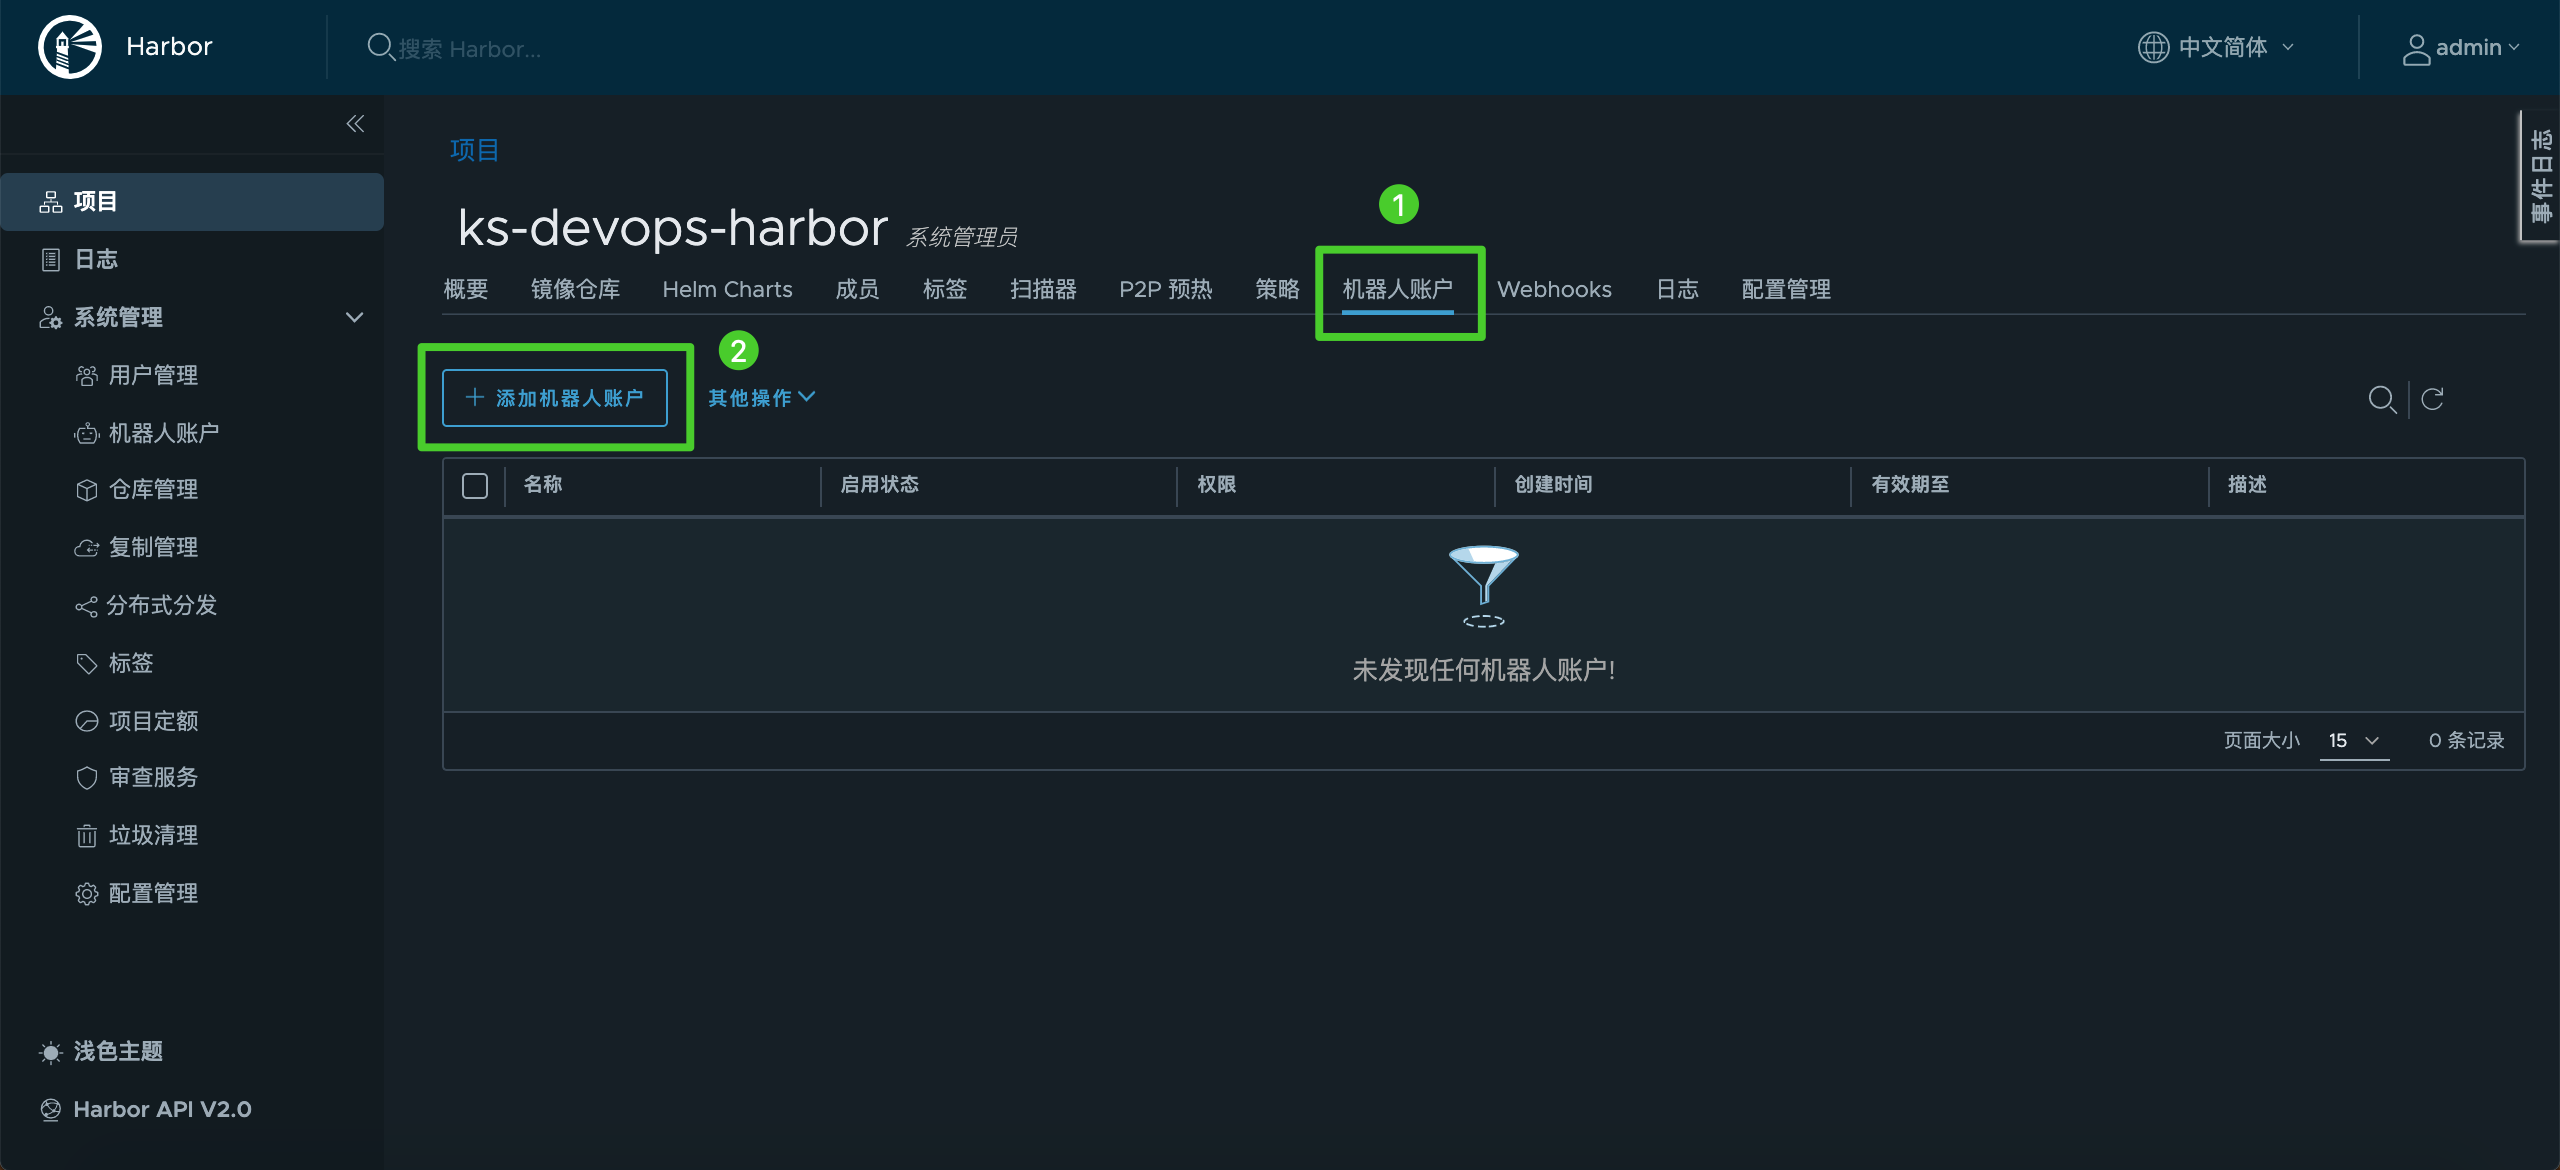 Harbor
搜索 Harbor...
中文简体
admin
事件日志
项目
日志
系统管理
用户管理
机器人账户
仓库管理
复制管理
分布式分发
标签
项目定额
审查服务
垃圾清理
配置管理
浅色主题
Harbor API V2.0
项目
ks-devops-harbor 系统管理员
1
概要 镜像仓库 Helm Charts 成员 标签 扫描器 P2P 预热 策略 机器人账户 Webhooks 日志 配置管理
2
添加机器人账户 其他操作
名称 启用状态 权限 创建时间 有效期至 描述
未发现任何机器人账户!
页面大小 15 0 条记录